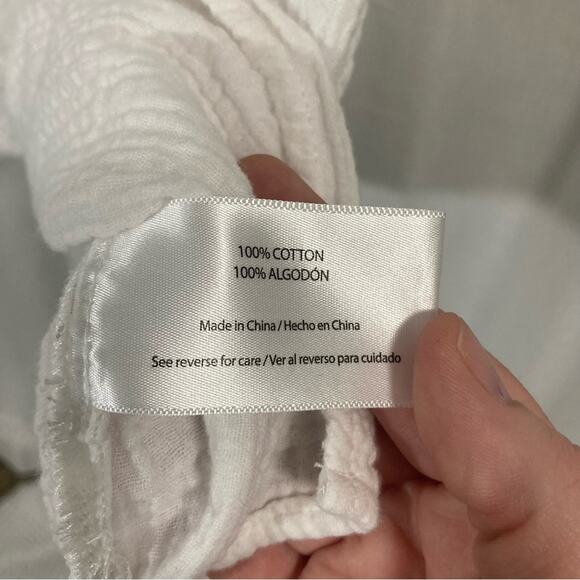 100% COTTON
100% ALGODÓN
Made in China / Hecho en China
See reverse for care / Ver al reverso para cuidado